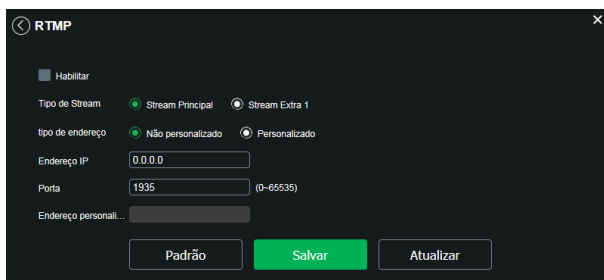 RTMP
Habilitar
Tipo de Stream Stream Principal Stream Extra 1
tipo de endereço Não personalizado Personalizado
Endereço IP 0.0.0.0
Porta 1935 (0~65535)
Endereço personali...
Padrão Salvar Atualizar